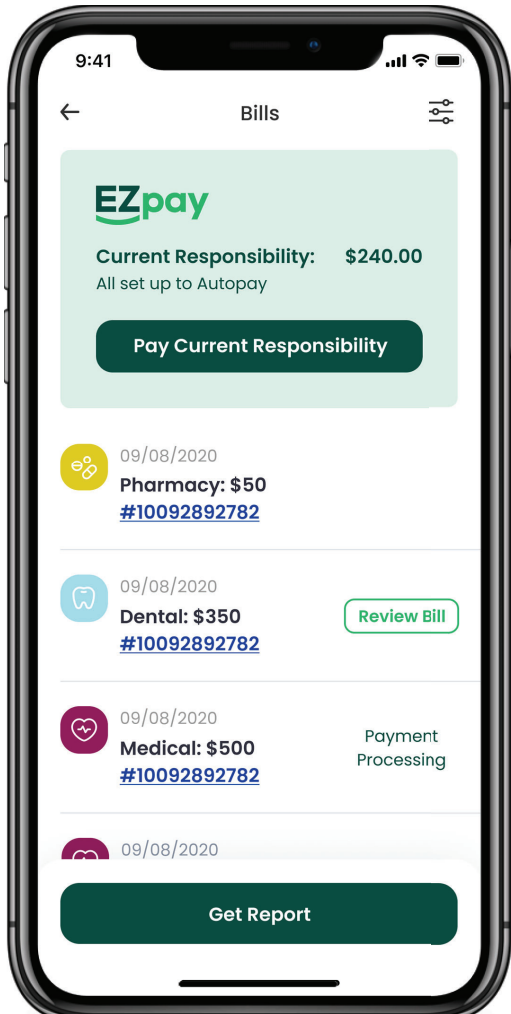 9:41
Bills
EZpay
Current Responsibility: $240.00
All set up to Autopay
Pay Current Responsibility
09/08/2020
Pharmacy: $50
#10092892782
09/08/2020
Dental: $350
#10092892782
Review Bill
09/08/2020
Medical: $500
#10092892782
Payment
Processing
09/08/2020
Get Report